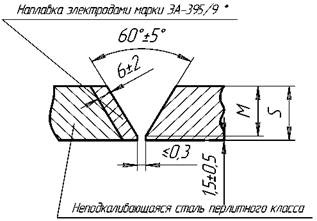 Наплавка электродами марки ЭА-395/9 *
60°±5°
6±2
M
S
≤0,3
1,5±0,5
Неподкаливающаяся сталь перлитного класса